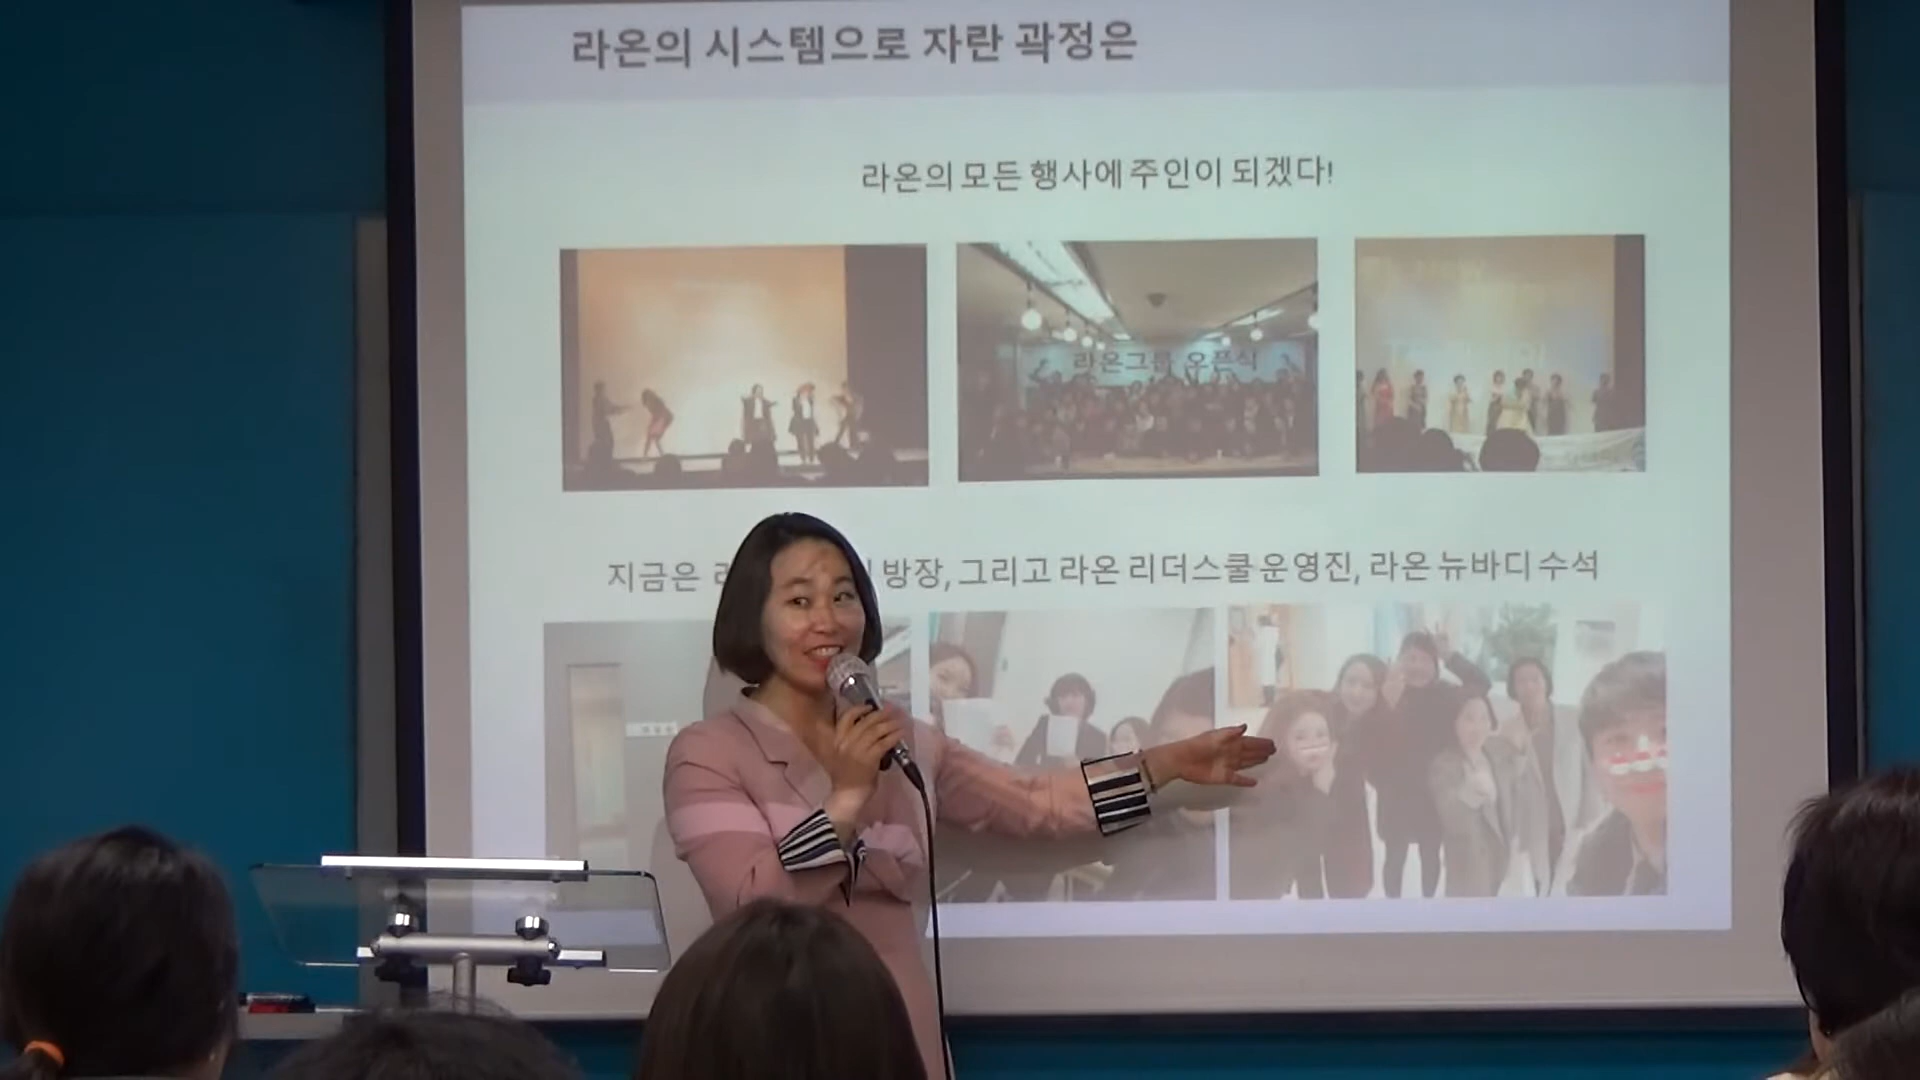 라온의 시스템으로 자란 곽정은
라온의 모든 행사에 주인이 되겠다!
라온그룹 오픈식
지금은 방장, 그리고 라온 리더스쿨 운영진, 라온 뉴바디 수석